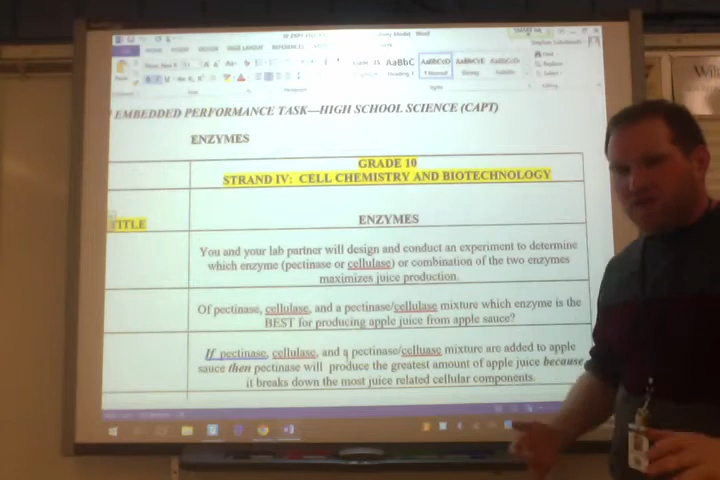 EMBEDDED PERFORMANCE TASK—HIGH SCHOOL SCIENCE (CAPT)
ENZYMES
GRADE 10
STRAND IV: CELL CHEMISTRY AND BIOTECHNOLOGY
TITLE
ENZYMES
You and your lab partner will design and conduct an experiment to determine
which enzyme (pectinase or cellulase) or combination of the two enzymes
maximizes juice production.
Of pectinase, cellulase, and a pectinase/cellulase mixture which enzyme is the
BEST for producing apple juice from apple sauce?
If pectinase, cellulase, and a pectinase/celluase mixture are added to apple
sauce then pectinase will produce the greatest amount of apple juice because
it breaks down the most juice related cellular components.